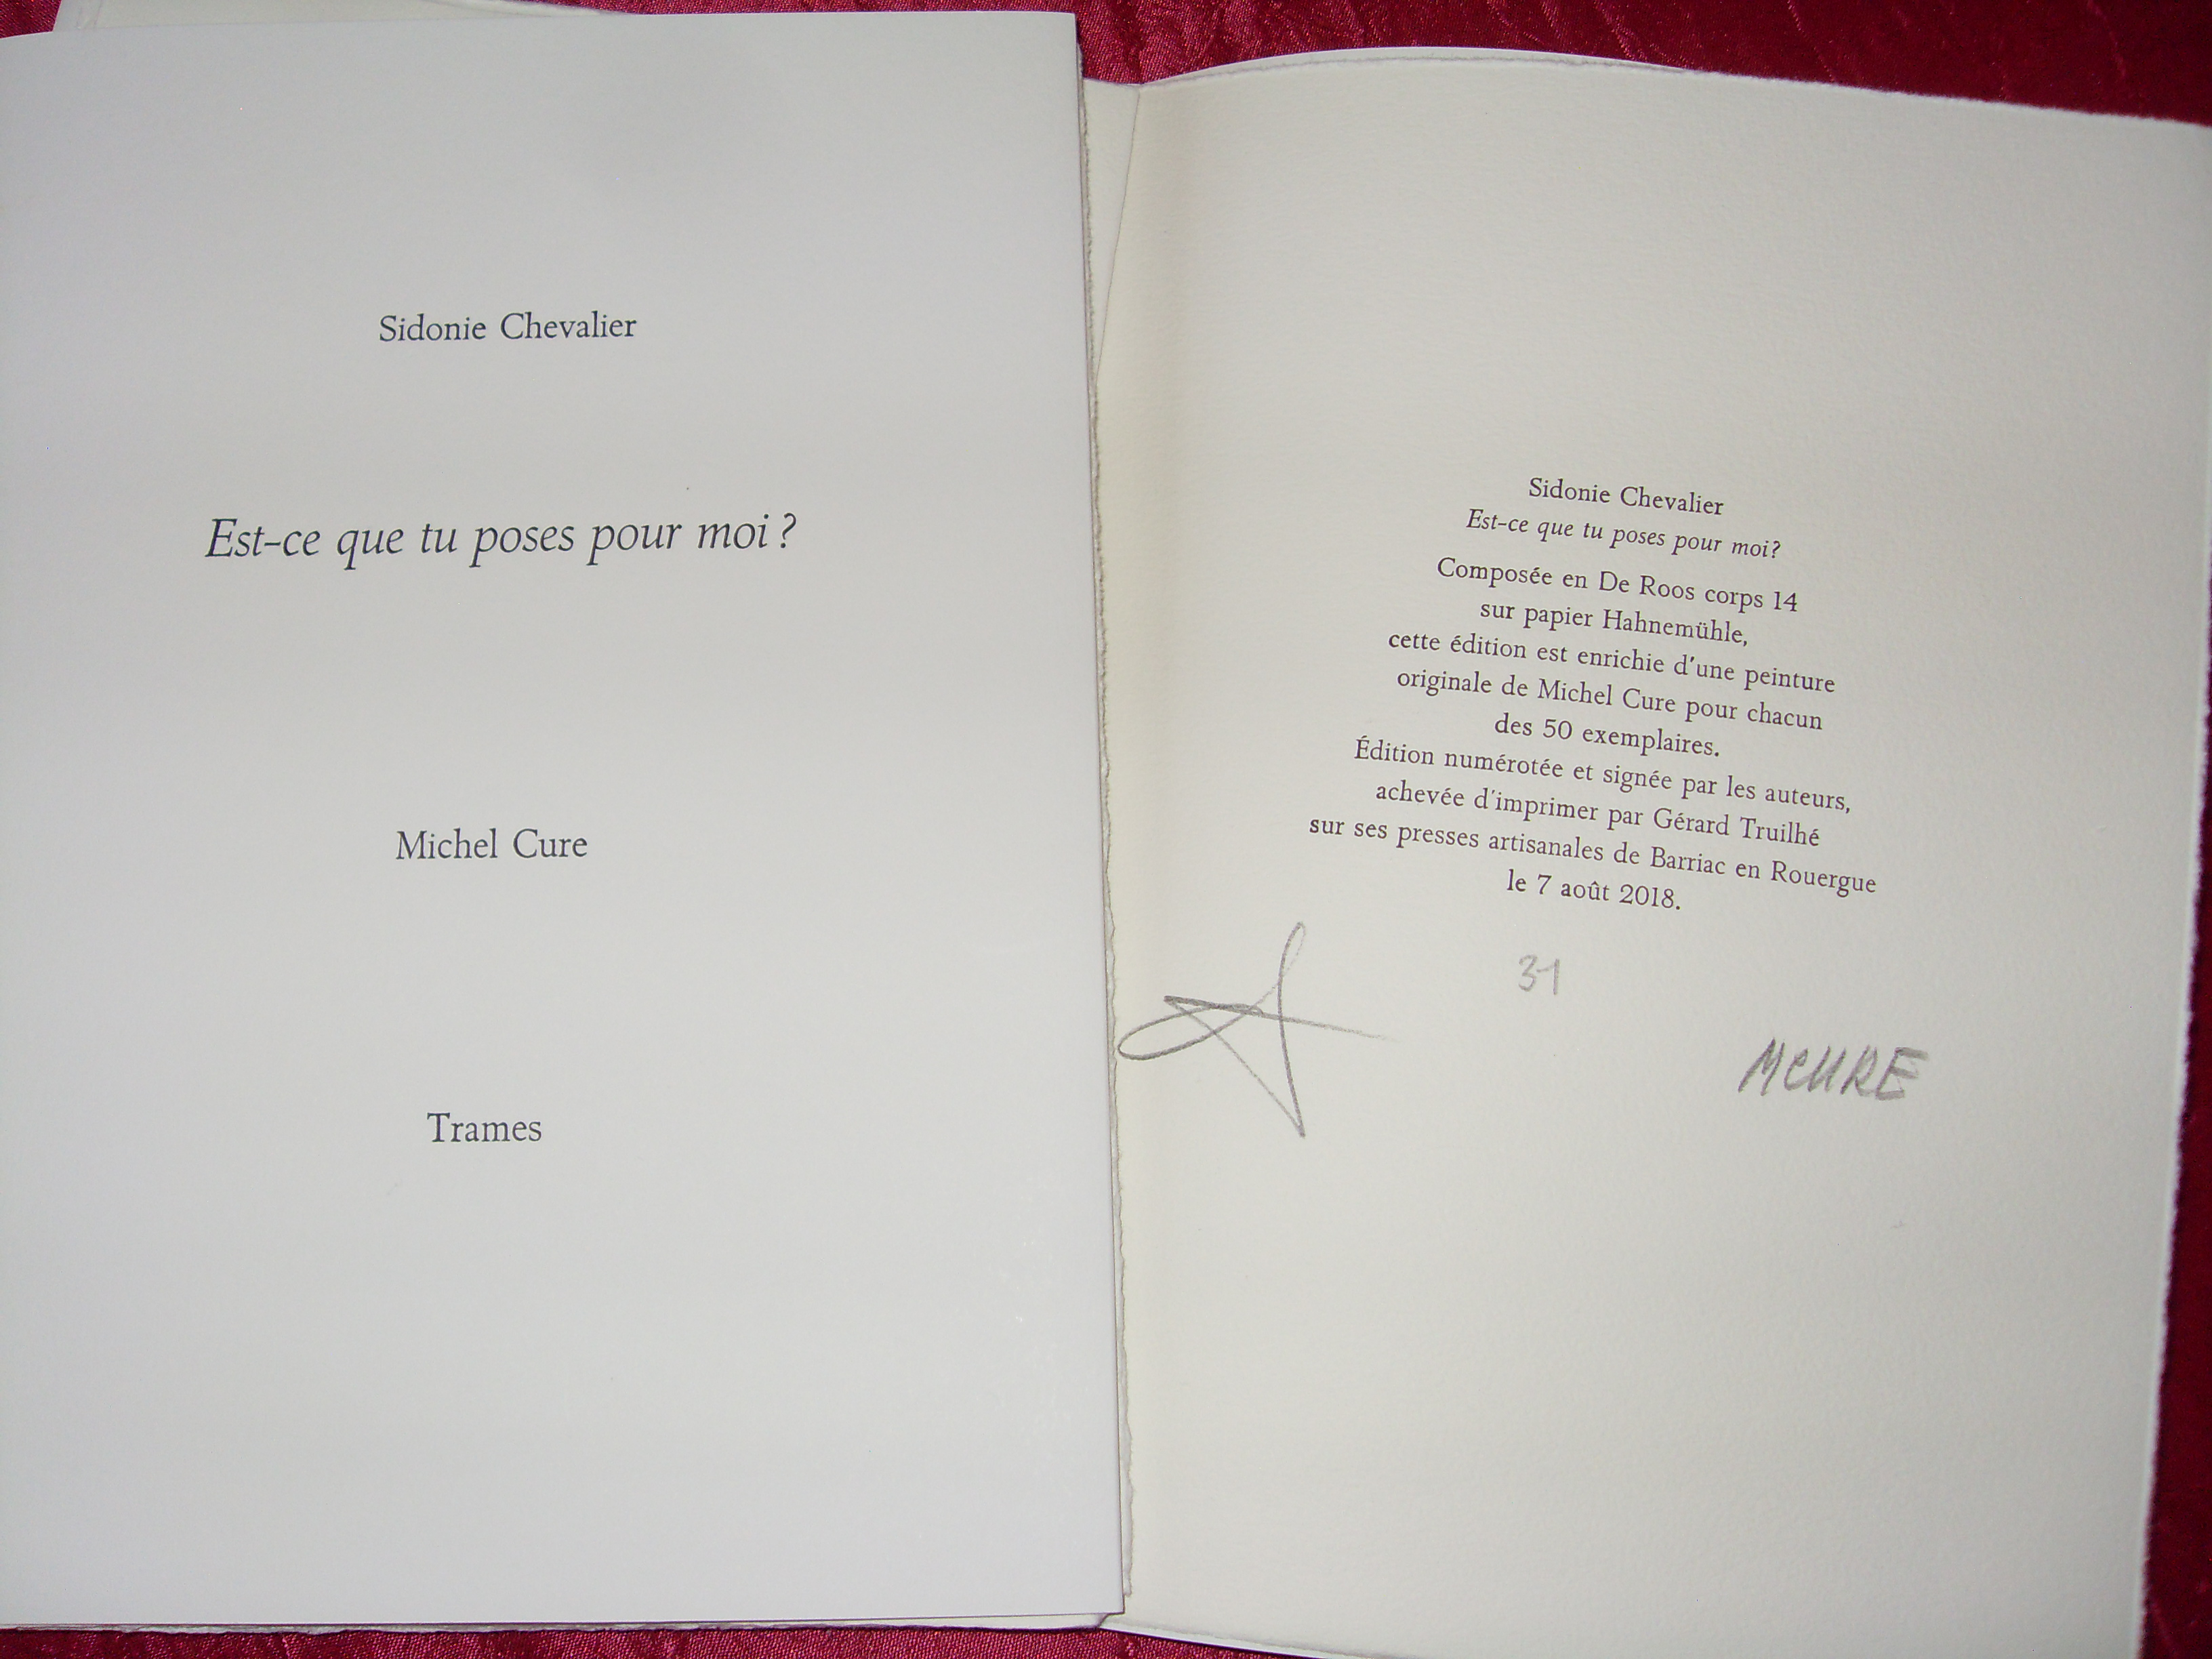 Sidonie Chevalier
Est-ce que tu poses pour moi ?
Michel Cure
Trames
Sidonie Chevalier
Est-ce que tu poses pour moi?
Composée en De Roos corps 14
sur papier Hahnemühle,
cette édition est enrichie d'une peinture
originale de Michel Cure pour chacun
des 50 exemplaires.
Édition numérotée et signée par les auteurs,
achevée d'imprimer par Gérard Truilhé
sur ses presses artisanales de Barriac en Rouergue
le 7 août 2018.
31
MCURE